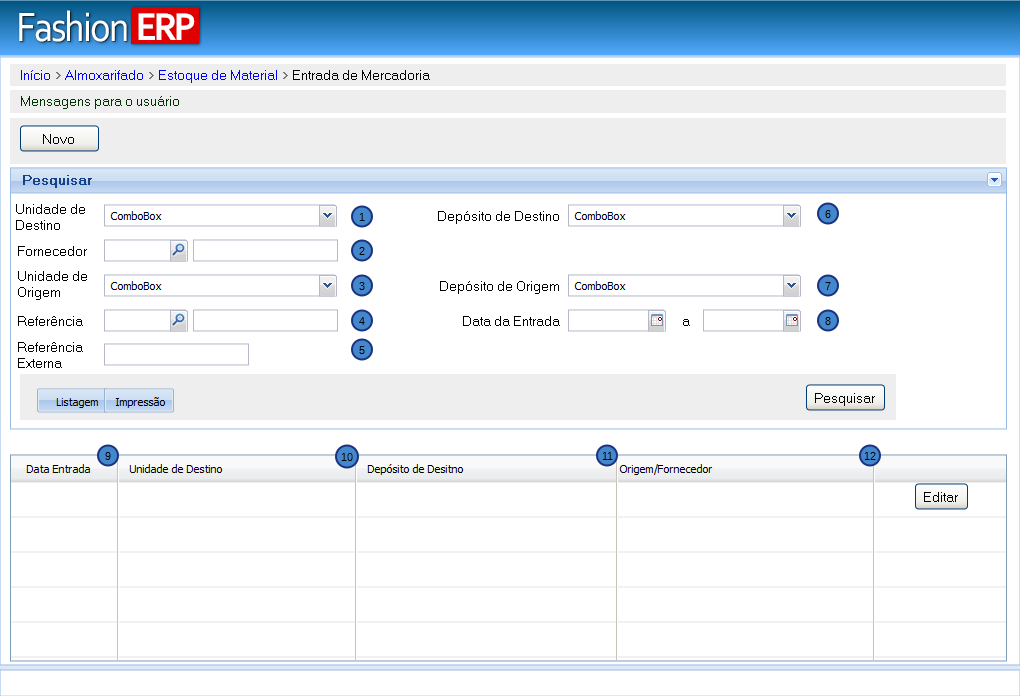 Fashion ERP
Início > Almoxarifado > Estoque de Material > Entrada de Mercadoria
Mensagens para o usuário
Novo
Pesquisar
Unidade de Destino ComboBox 1 Depósito de Destino ComboBox 6
Fornecedor 2
Unidade de Origem ComboBox 3 Depósito de Origem ComboBox 7
Referência 4 Data da Entrada a 8
Referência Externa 5
Listagem Impressão Pesquisar
9 10 11 12
Data Entrada Unidade de Destino Depósito de Desitno Origem/Fornecedor
Editar